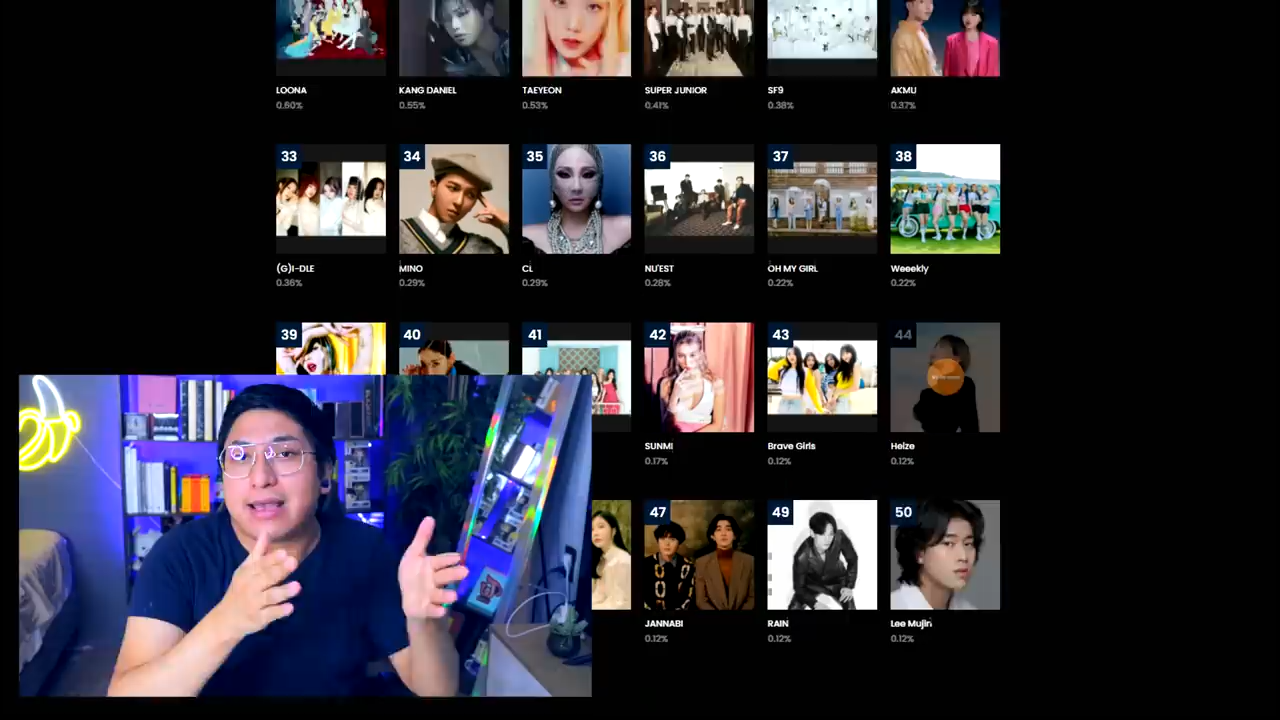 LOONA
0.60%
KANG DANIEL
0.55%
TAEYEON
0.53%
SUPER JUNIOR
0.41%
SF9
0.38%
AKMU
0.37%
33
(G)I-DLE
0.36%
34
MINO
0.29%
35
CL
0.29%
36
NU'EST
0.28%
37
OH MY GIRL
0.22%
38
Weeekly
0.22%
39
40
41
42
SUNMI
0.17%
43
Brave Girls
0.12%
44
Heize
0.12%
47
JANNABI
0.12%
49
RAIN
0.12%
50
Lee Mujin
0.12%